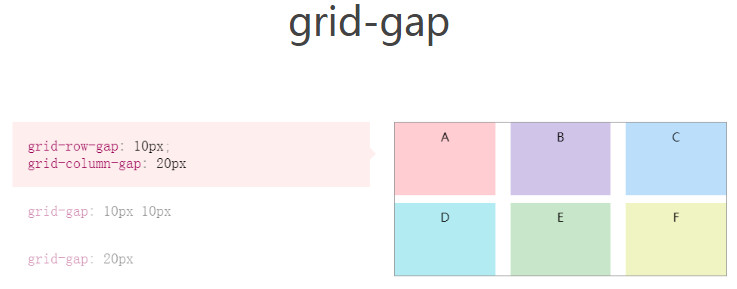 grid-gap
grid-row-gap: 10px;
grid-column-gap: 20px
grid-gap: 10px 10px
grid-gap: 20px
A B C
D E F